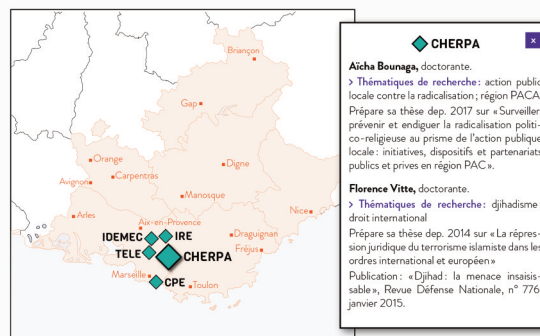 Briançon
Gap
Orange
Carpentras
Digne
Avignon
Manosque
Nice
Arles
Aix-en-Provence
IDEMEC
IRE
Draguignan
TELE
CHERPA
Fréjus
Marseille
CPE
Toulon
CHERPA
x
Aïcha Bounaga, doctorante.
> Thématiques de recherche : action public
locale contre la radicalisation ; région PACA
Prépare sa thèse dep. 2017 sur « Surveiller
prévenir et endiguer la radicalisation politi-
co-religieuse au prisme de l'action publique
locale : initiatives, dispositifs et partenariats
publics et prives en région PAC ».
Florence Vitte, doctorante.
> Thématiques de recherche : djihadisme
droit international
Prépare sa thèse dep. 2014 sur « La répres-
sion juridique du terrorisme islamiste dans les
ordres international et européen »
Publication : « Djihad : la menace insaisis-
sable », Revue Défense Nationale, n° 776
janvier 2015.